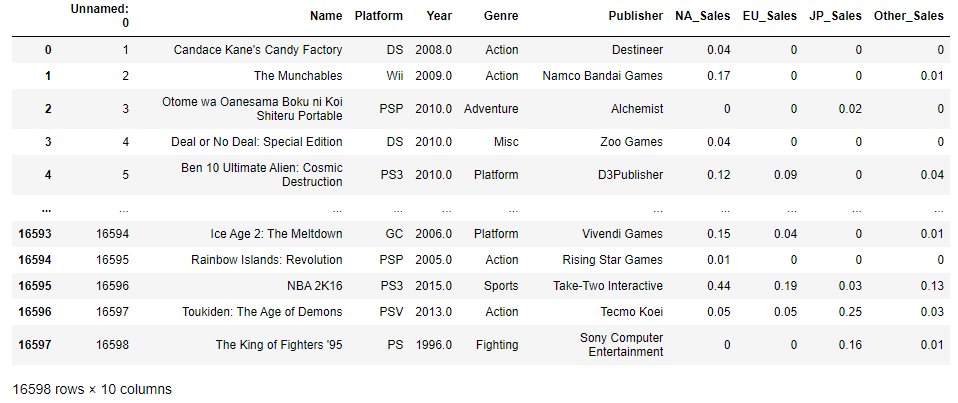 Unnamed: 0 Name Platform Year Genre Publisher NA_Sales EU_Sales JP_Sales Other_Sales
0 1 Candace Kane's Candy Factory DS 2008.0 Action Destineer 0.04 0 0 0
1 2 The Munchables Wii 2009.0 Action Namco Bandai Games 0.17 0 0 0.01
2 3 Otome wa Oanesama Boku ni Koi Shiteru Portable PSP 2010.0 Adventure Alchemist 0 0 0.02 0
3 4 Deal or No Deal: Special Edition DS 2010.0 Misc Zoo Games 0.04 0 0 0
4 5 Ben 10 Ultimate Alien: Cosmic Destruction PS3 2010.0 Platform D3Publisher 0.12 0.09 0 0.04
... ... ... ... ... ... ... ... ... ... ...
16593 16594 Ice Age 2: The Meltdown GC 2006.0 Platform Vivendi Games 0.15 0.04 0 0.01
16594 16595 Rainbow Islands: Revolution PSP 2005.0 Action Rising Star Games 0.01 0 0 0
16595 16596 NBA 2K16 PS3 2015.0 Sports Take-Two Interactive 0.44 0.19 0.03 0.13
16596 16597 Toukiden: The Age of Demons PSV 2013.0 Action Tecmo Koei 0.05 0.05 0.25 0.03
16597 16598 The King of Fighters '95 PS 1996.0 Fighting Sony Computer Entertainment 0 0 0.16 0.01
16598 rows × 10 columns